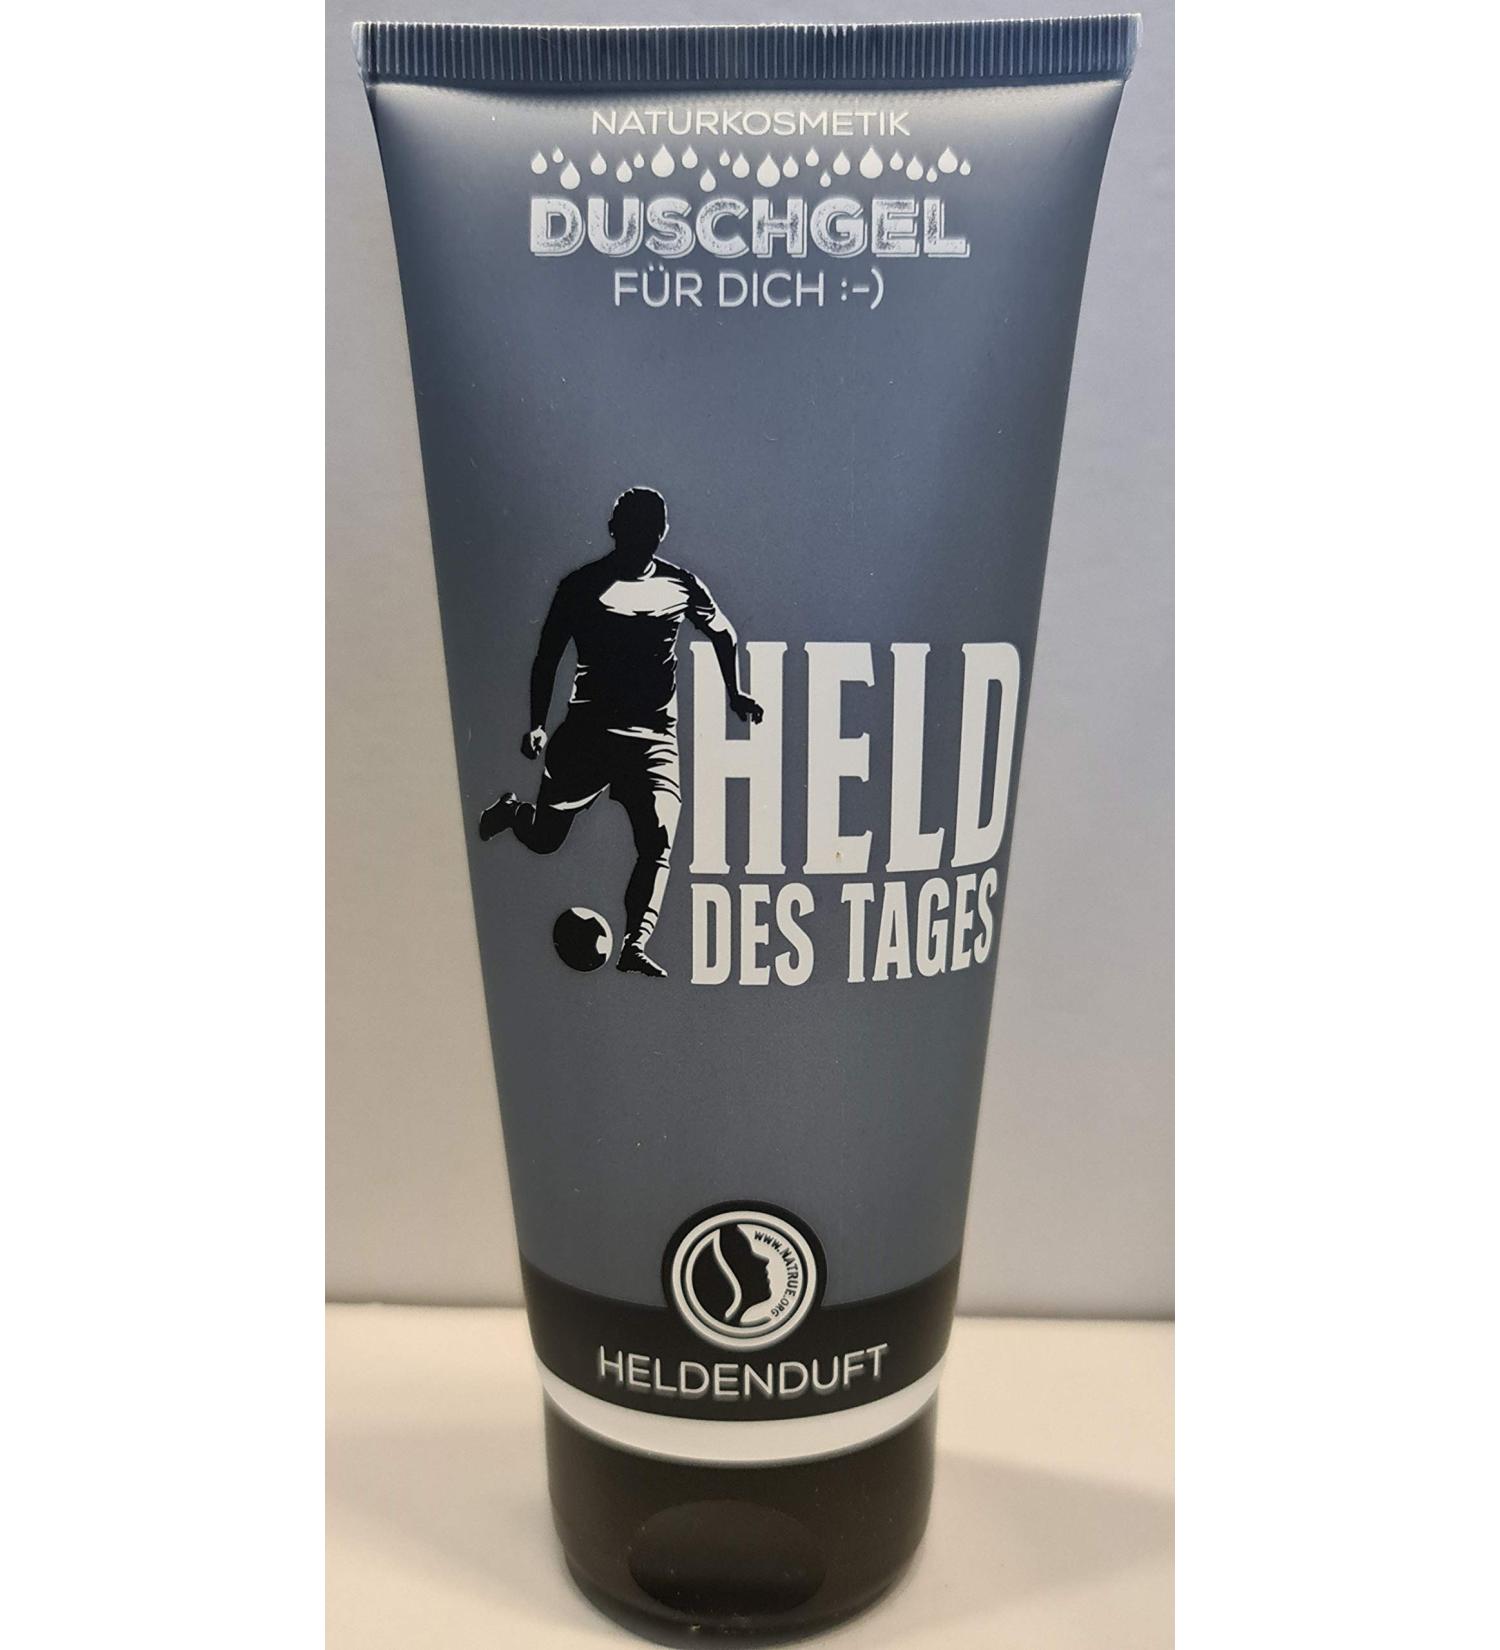 NATURKOSMETIK
DUSCHGEL
FÜR DICH :-)
HELD
DES TAGES
WWW.NATRUE.ORG
HELDENDUFT